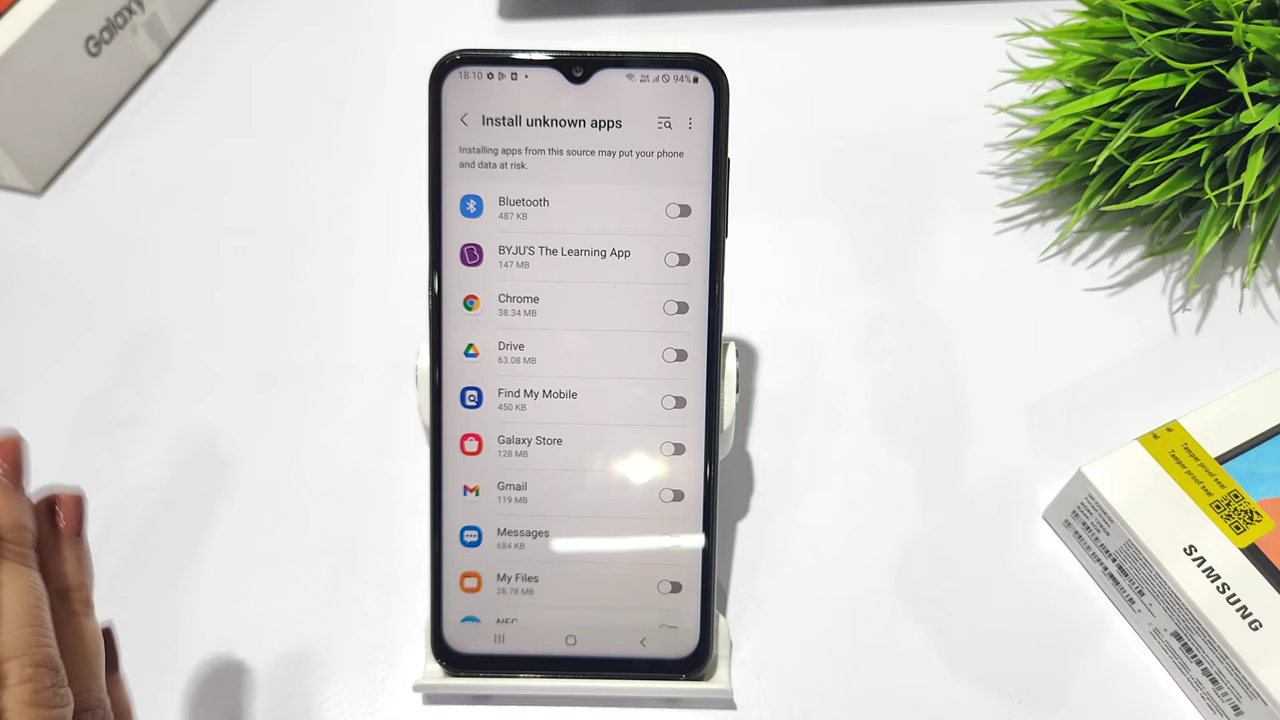 Galaxy
18:10
94%
Install unknown apps
Installing apps from this source may put your phone
and data at risk.
Bluetooth
487 KB
BYJU'S The Learning App
147 MB
Chrome
38.34 MB
Drive
63.08 MB
Find My Mobile
450 KB
Galaxy Store
128 MB
Gmail
119 MB
Messages
684 KB
My Files
28.78 MB
NFC
Tamper proof seal
Tamper proof seal
SAMSUNG